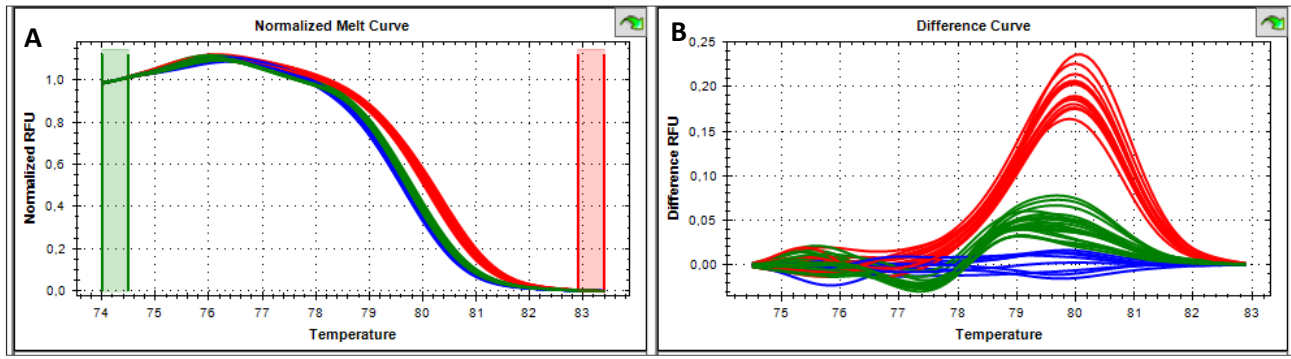 A
Normalized Melt Curve
Normalized RFU
1,0
0,8
0,6
0,4
0,2
0,0
74 75 76 77 78 79 80 81 82 83
Temperature
B
Difference Curve
Difference RFU
0,25
0,20
0,15
0,10
0,05
0,00
75 76 77 78 79 80 81 82 83
Temperature